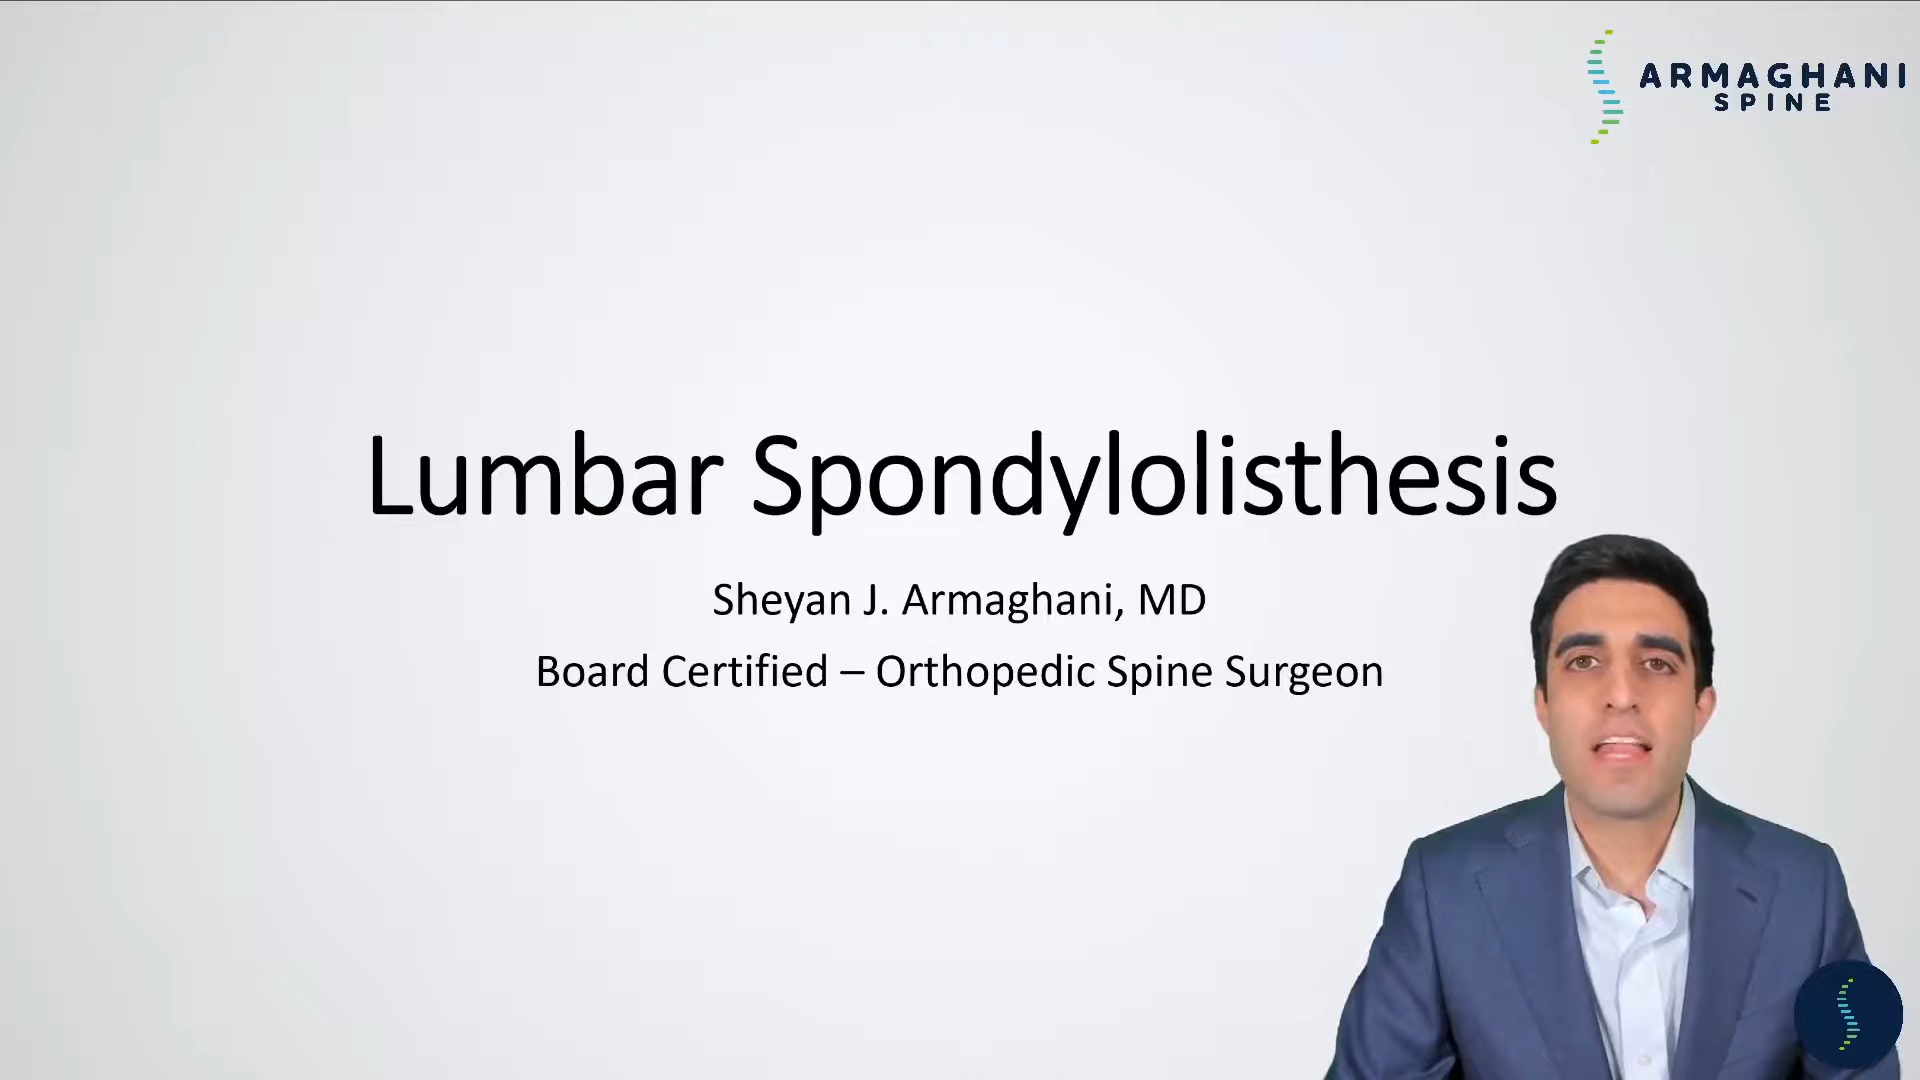 ARMAGHANI
SPINE
Lumbar Spondylolisthesis
Sheyan J. Armaghani, MD
Board Certified – Orthopedic Spine Surgeon